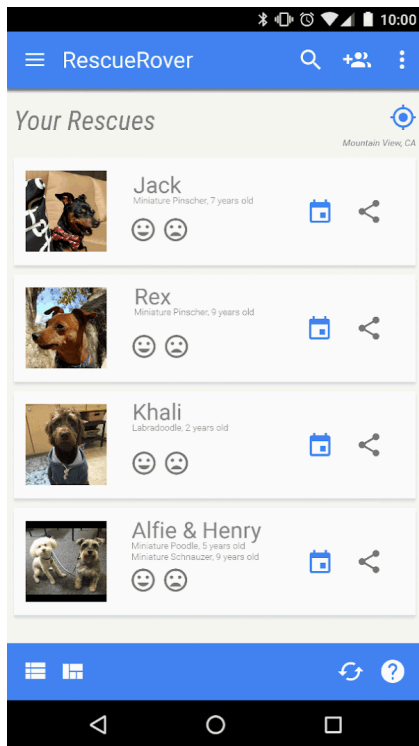 10:00
RescueRover
Your Rescues
Mountain View, CA
Jack
Miniature Pinscher, 7 years old
Rex
Miniature Pinscher, 9 years old
Khali
Labradoodle, 2 years old
Alfie & Henry
Miniature Poodle, 5 years old
Miniature Schnauzer, 9 years old